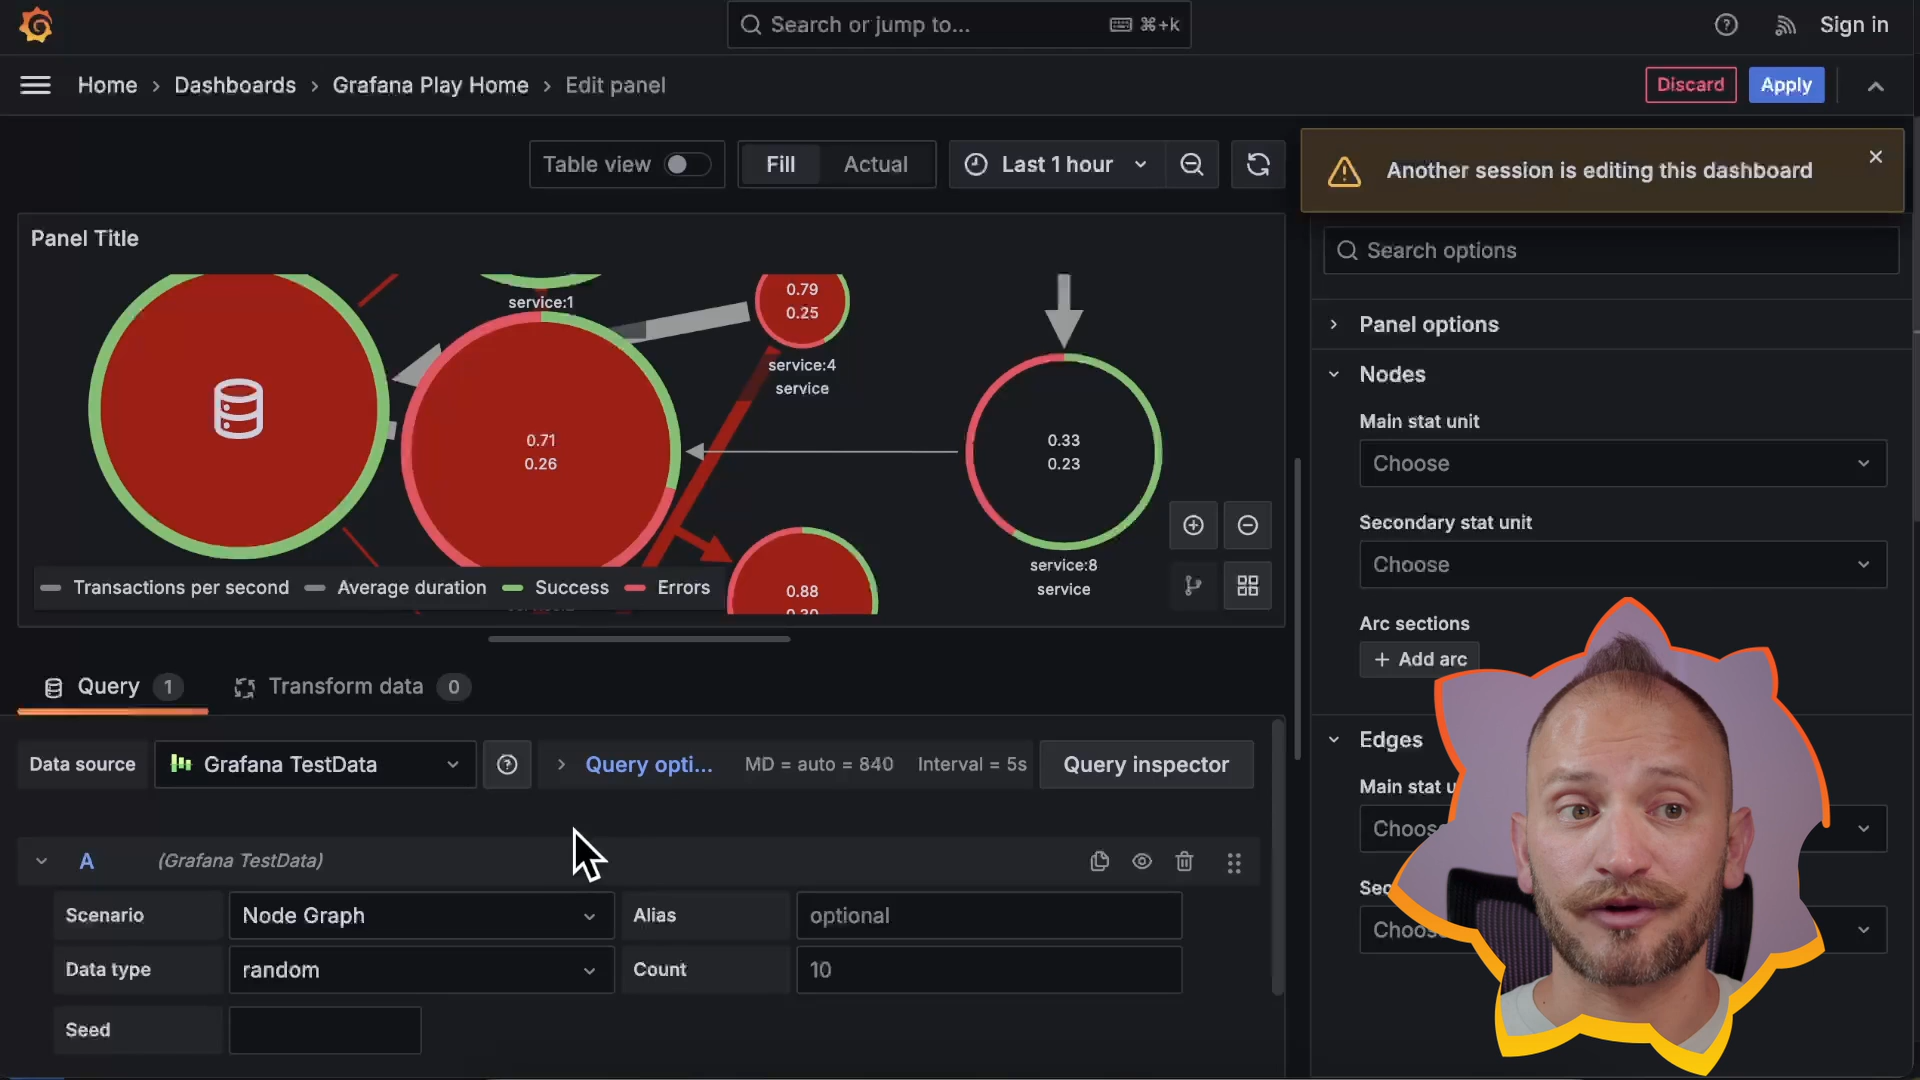 Search or jump to...
⌘+k
Sign in
Home
Dashboards
Grafana Play Home
Edit panel
Discard
Apply
Table view
Fill
Actual
Last 1 hour
Another session is editing this dashboard
Panel Title
service:1
0.79
0.25
service:4
service
0.71
0.26
0.33
0.23
service:8
service
0.88
Transactions per second
Average duration
Success
Errors
Search options
Panel options
Nodes
Main stat unit
Choose
Secondary stat unit
Choose
Arc sections
+ Add arc
Edges
Main stat u
Choos
Sec
Choos
Query 1
Transform data 0
Data source
Grafana TestData
Query opti...
MD = auto = 840
Interval = 5s
Query inspector
A
(Grafana TestData)
Scenario
Node Graph
Alias
optional
Data type
random
Count
10
Seed